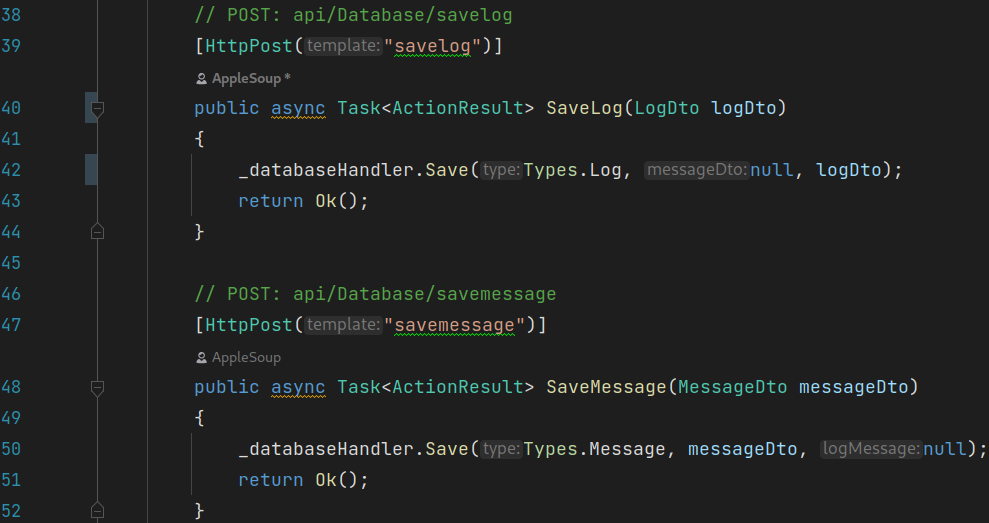 38 // POST: api/Database/savelog
39 [HttpPost(template:"savelog")]
AppleSoup *
40 public async Task<ActionResult> SaveLog(LogDto logDto)
41 {
42 _databaseHandler.Save(type:Types.Log, messageDto:null, logDto);
43 return Ok();
44 }
45
46 // POST: api/Database/savemessage
47 [HttpPost(template:"savemessage")]
AppleSoup
48 public async Task<ActionResult> SaveMessage(MessageDto messageDto)
49 {
50 _databaseHandler.Save(type:Types.Message, messageDto, logMessage:null);
51 return Ok();
52 }